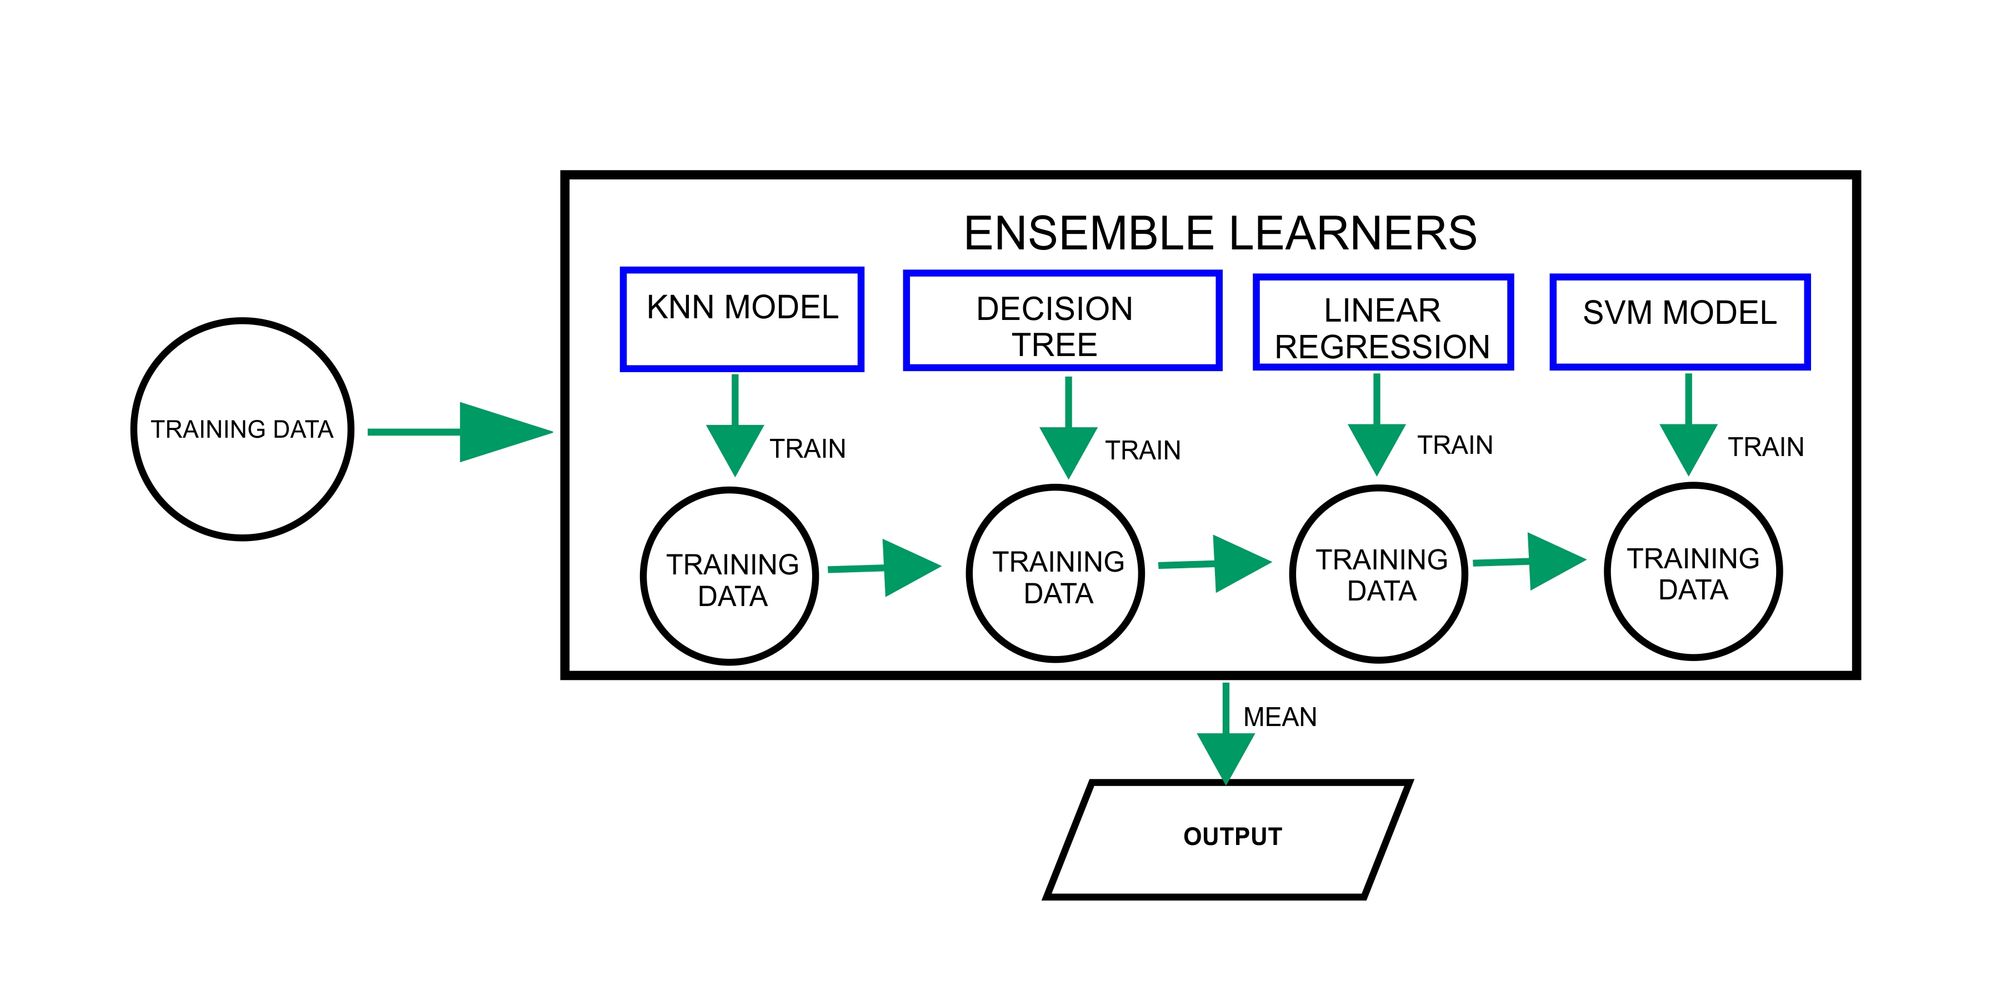 ENSEMBLE LEARNERS
KNN MODEL
DECISION
TREE
LINEAR
REGRESSION
SVM MODEL
TRAINING DATA
TRAIN
TRAIN
TRAIN
TRAIN
TRAINING
DATA
TRAINING
DATA
TRAINING
DATA
TRAINING
DATA
MEAN
OUTPUT